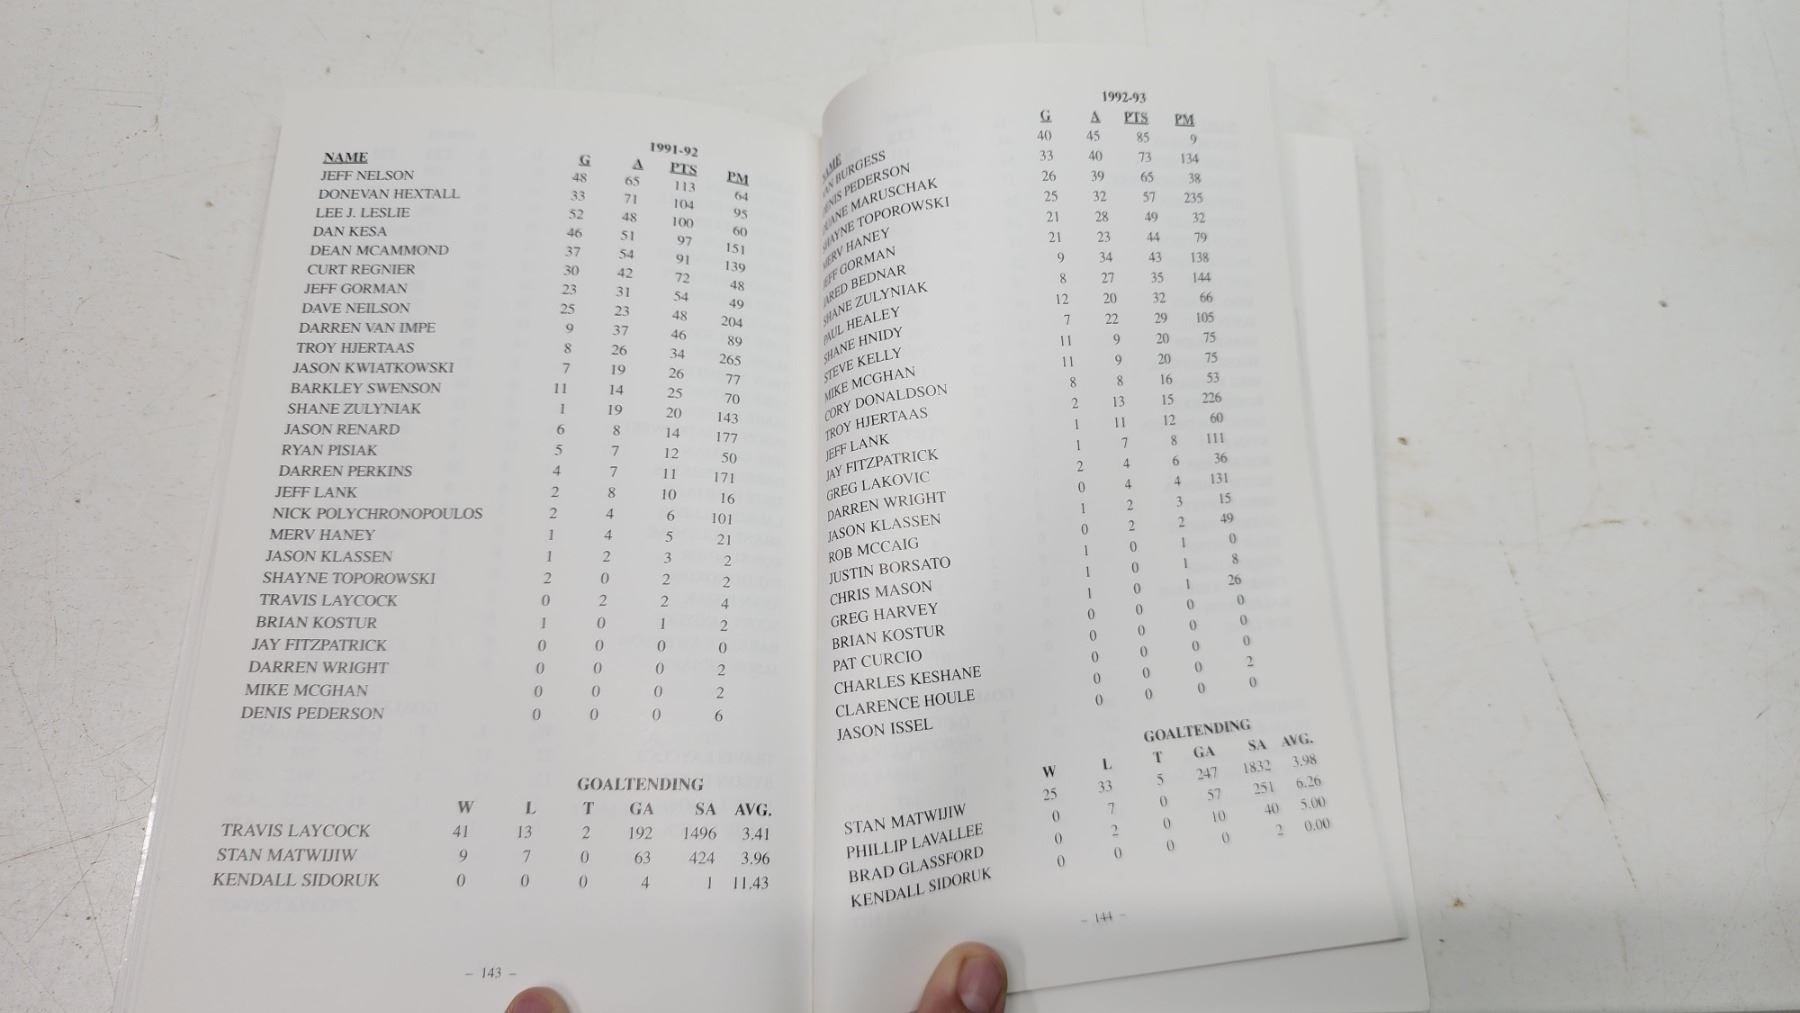 1991-92
NAME G A PTS PM
JEFF NELSON 48 65 113 64
DONEVAN HEXTALL 33 71 104 95
LEE J. LESLIE 52 48 100 60
DAN KESA 46 51 97 151
DEAN MCAMMOND 37 54 91 139
CURT REGNIER 30 42 72 48
JEFF GORMAN 23 31 54 49
DAVE NEILSON 25 23 48 204
DARREN VAN IMPE 9 37 46 89
TROY HJERTAAS 8 26 34 265
JASON KWIATKOWSKI 7 19 26 77
BARKLEY SWENSON 11 14 25 70
SHANE ZULYNIAK 1 19 20 143
JASON RENARD 6 8 14 177
RYAN PISIAK 5 7 12 50
DARREN PERKINS 4 7 11 171
JEFF LANK 2 8 10 16
NICK POLYCHRONOPOULOS 2 4 6 101
MERV HANEY 1 4 5 21
JASON KLASSEN 1 2 3 2
SHAYNE TOPOROWSKI 2 0 2 2
TRAVIS LAYCOCK 0 2 2 4
BRIAN KOSTUR 1 0 1 2
JAY FITZPATRICK 0 0 0 0
DARREN WRIGHT 0 0 0 2
MIKE MCGHAN 0 0 0 2
DENIS PEDERSON 0 0 0 6
GOALTENDING
W L T GA SA AVG.
TRAVIS LAYCOCK 41 13 2 192 1496 3.41
STAN MATWIJIW 9 7 0 63 424 3.96
KENDALL SIDORUK 0 0 0 4 1 11.43
– 143 –
1992-93
NAME G A PTS PM
BURGESS 40 45 85 9
DENIS PEDERSON 33 40 73 134
DUANE MARUSCHAK 26 39 65 38
SHAYNE TOPOROWSKI 25 32 57 235
MERV HANEY 21 28 49 32
JEFF GORMAN 21 23 44 79
JARED BEDNAR 9 34 43 138
SHANE ZULYNIAK 8 27 35 144
PAUL HEALEY 12 20 32 66
SHANE HNIDY 7 22 29 105
STEVE KELLY 11 9 20 75
MIKE MCGHAN 11 9 20 75
CORY DONALDSON 8 8 16 53
TROY HJERTAAS 2 13 15 226
JEFF LANK 1 11 12 60
JAY FITZPATRICK 1 7 8 111
GREG LAKOVIC 2 4 6 36
DARREN WRIGHT 0 4 4 131
JASON KLASSEN 1 2 3 15
ROB MCCAIG 0 2 2 49
JUSTIN BORSATO 1 0 1 0
CHRIS MASON 1 0 1 8
GREG HARVEY 1 0 1 26
BRIAN KOSTUR 0 0 0 0
PAT CURCIO 0 0 0 0
CHARLES KESHANE 0 0 0 0
CLARENCE HOULE 0 0 0 2
JASON ISSEL 0 0 0 0
GOALTENDING
W L T GA SA AVG.
STAN MATWIJIW 25 33 5 247 1832 3.98
PHILLIP LAVALLEE 0 7 0 57 251 6.26
BRAD GLASSFORD 0 2 0 10 40 5.00
KENDALL SIDORUK 0 0 0 0 2 0.00
– 144 –